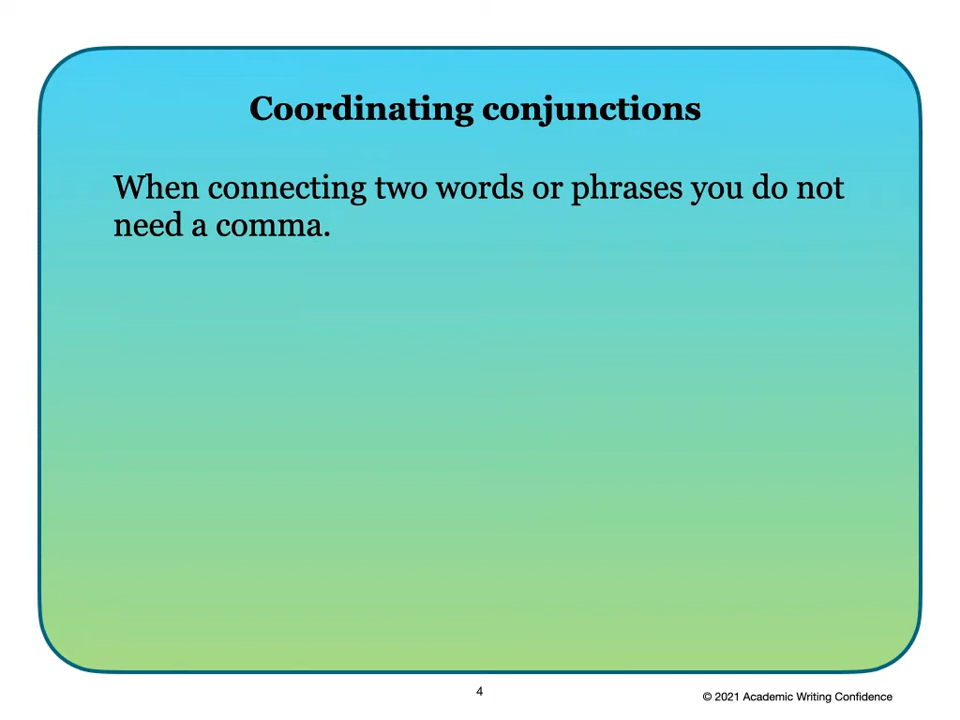 Coordinating conjunctions
When connecting two words or phrases you do not
need a comma.
4
© 2021 Academic Writing Confidence